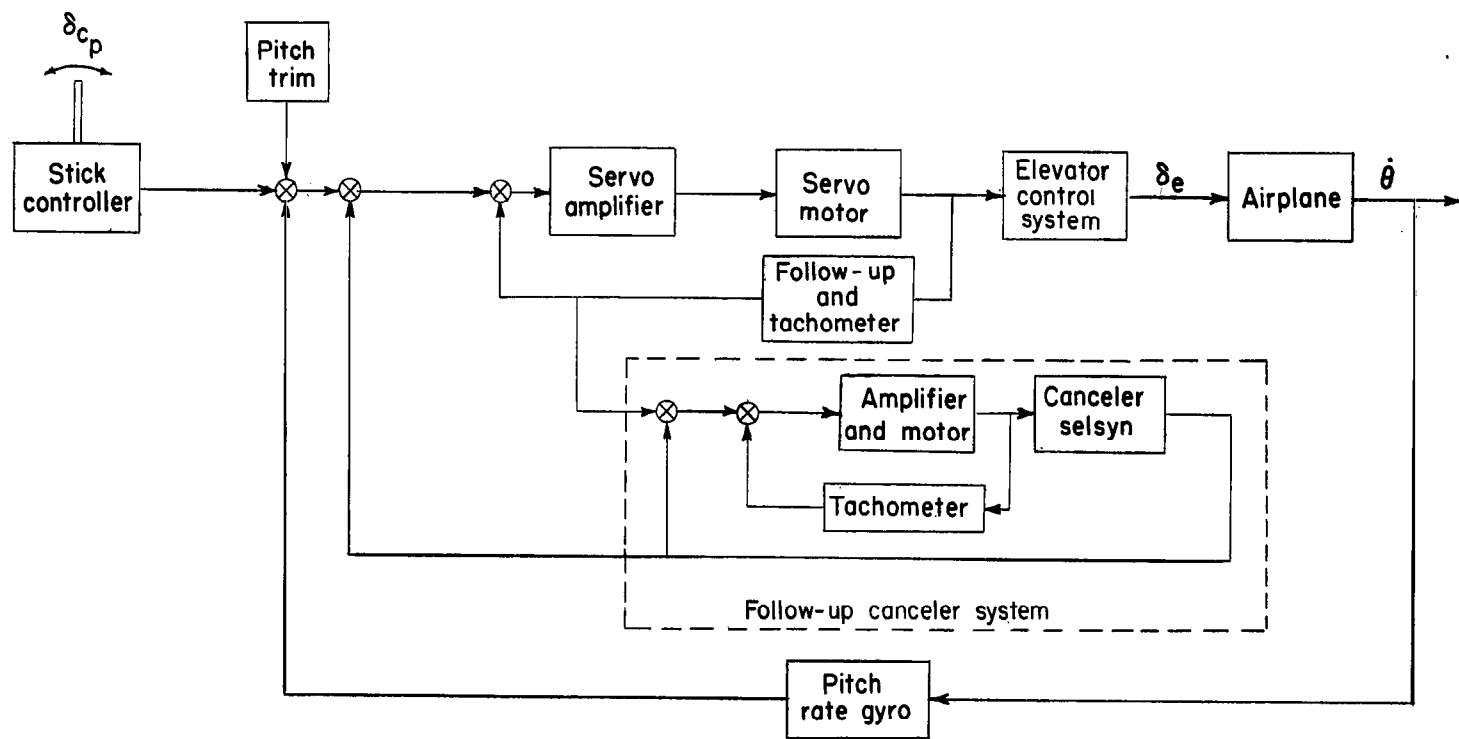 δcp
Pitch
trim
Stick
controller
Servo
amplifier
Servo
motor
Elevator
control
system
δe
Airplane
θ̇
Follow-up
and
tachometer
Amplifier
and motor
Canceler
selsyn
Tachometer
Follow-up canceler system
Pitch
rate gyro